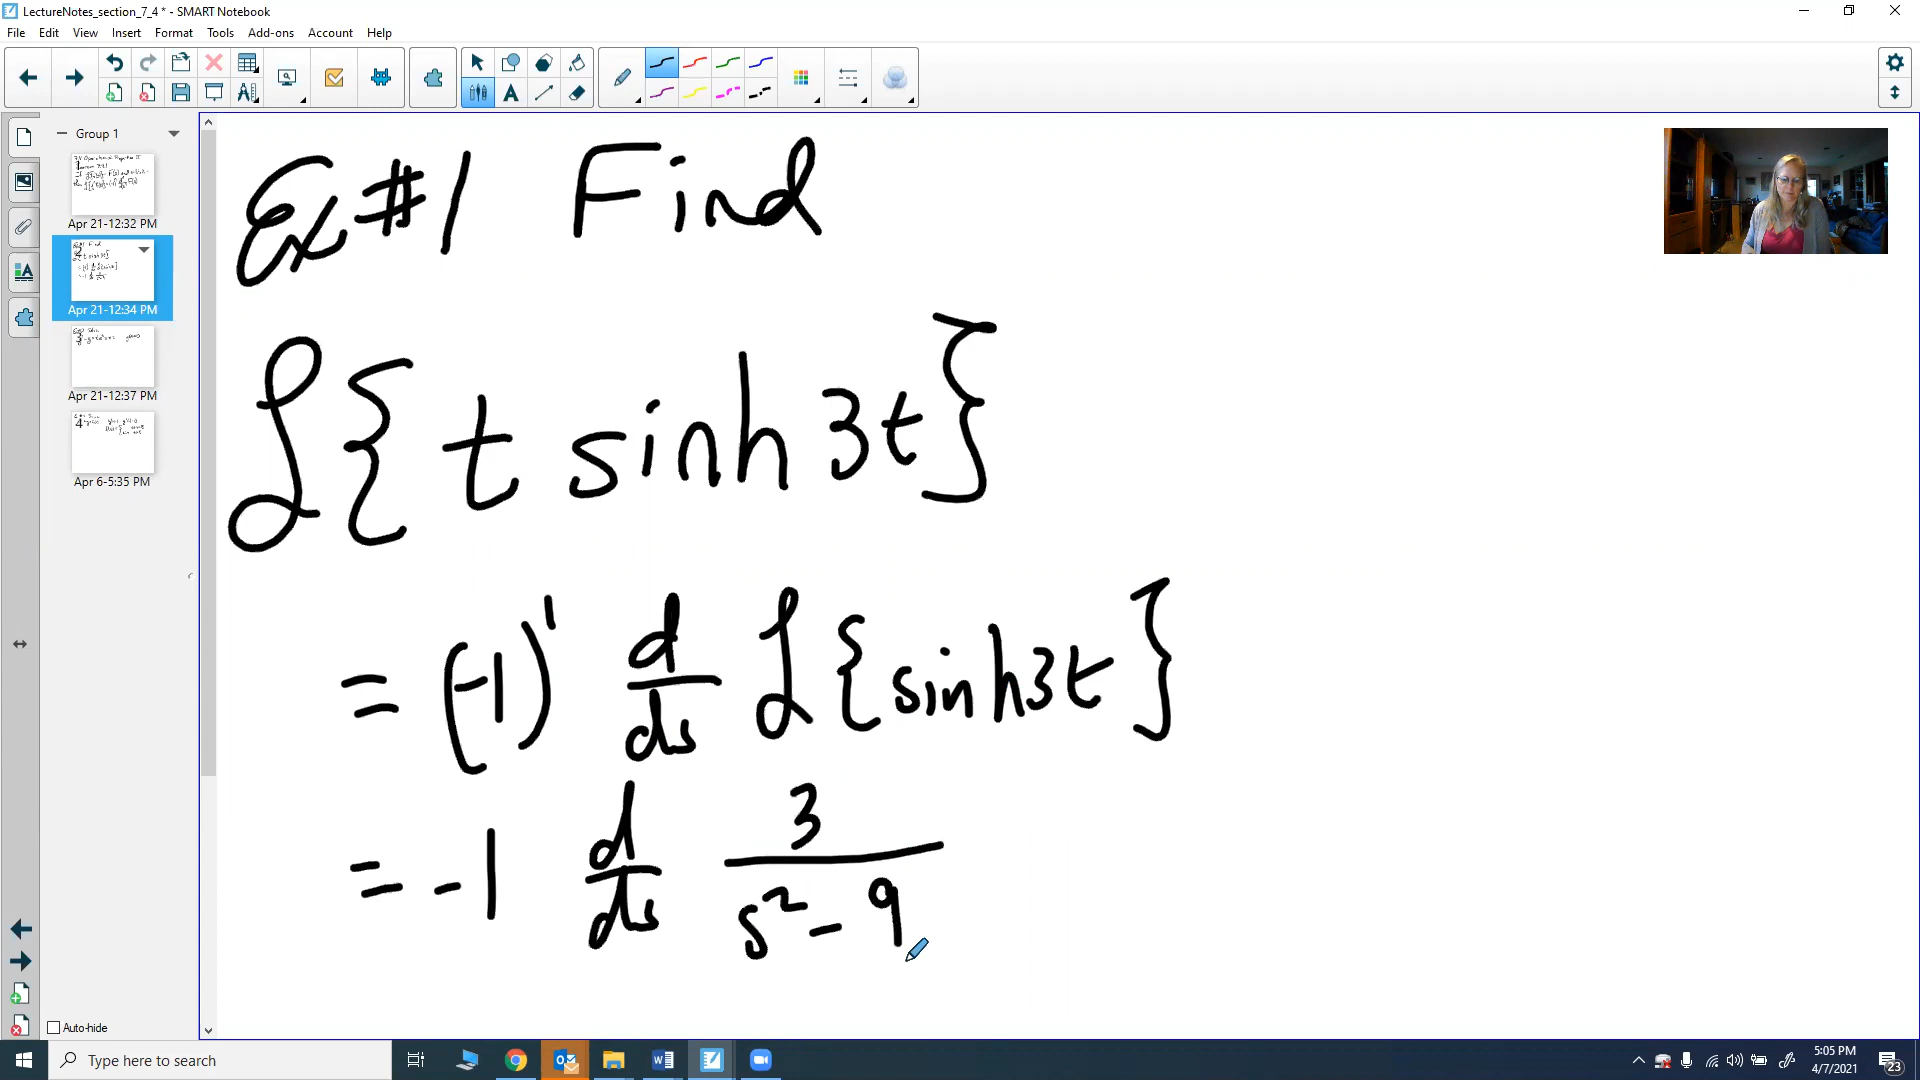 LectureNotes_section_7_4 * - SMART Notebook
File Edit View Insert Format Tools Add-ons Account Help
Group 1
Apr 21-12:32 PM
Apr 21-12:34 PM
Apr 21-12:37 PM
Apr 6-5:35 PM
Auto-hide
Ex #1 Find
ℒ{t sinh 3t}
= (-1)¹ d/ds ℒ{sinh3t}
= -1 d/ds 3/(s² - 9)
Type here to search
5:05 PM
4/7/2021
23